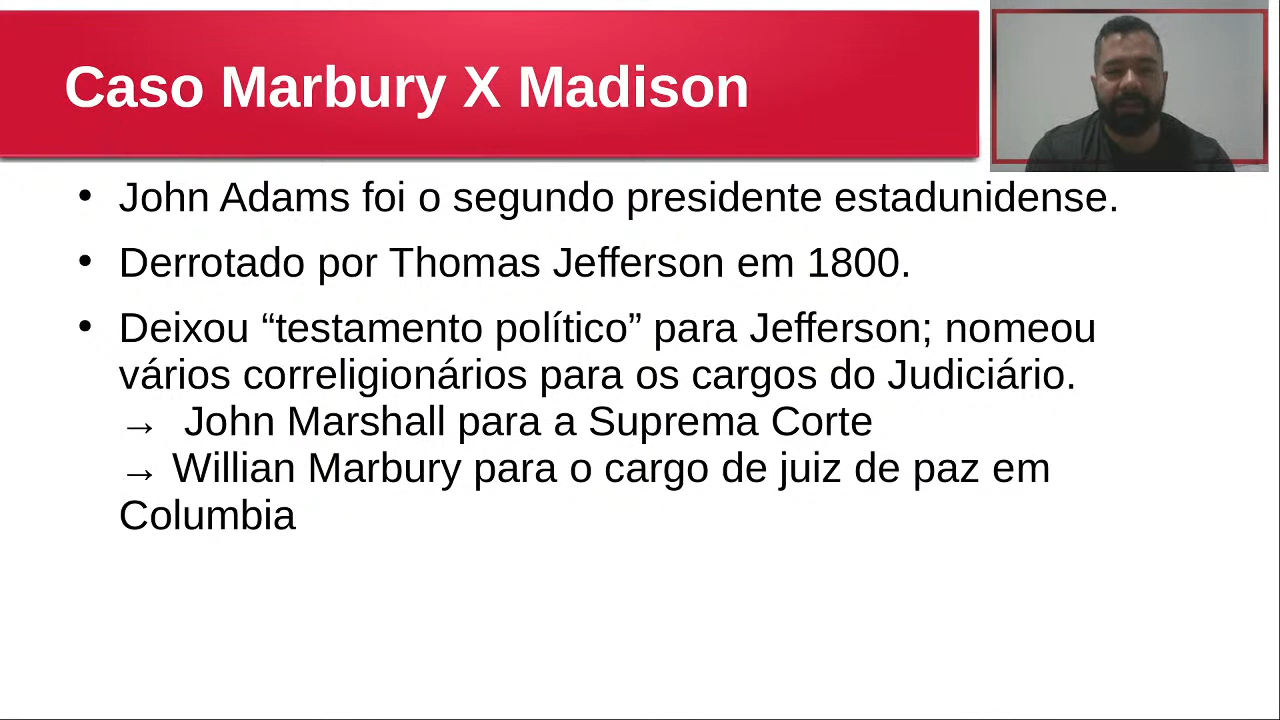 Caso Marbury X Madison
• John Adams foi o segundo presidente estadunidense.
• Derrotado por Thomas Jefferson em 1800.
• Deixou “testamento político” para Jefferson; nomeou
vários correligionários para os cargos do Judiciário.
→ John Marshall para a Suprema Corte
→ Willian Marbury para o cargo de juiz de paz em
Columbia